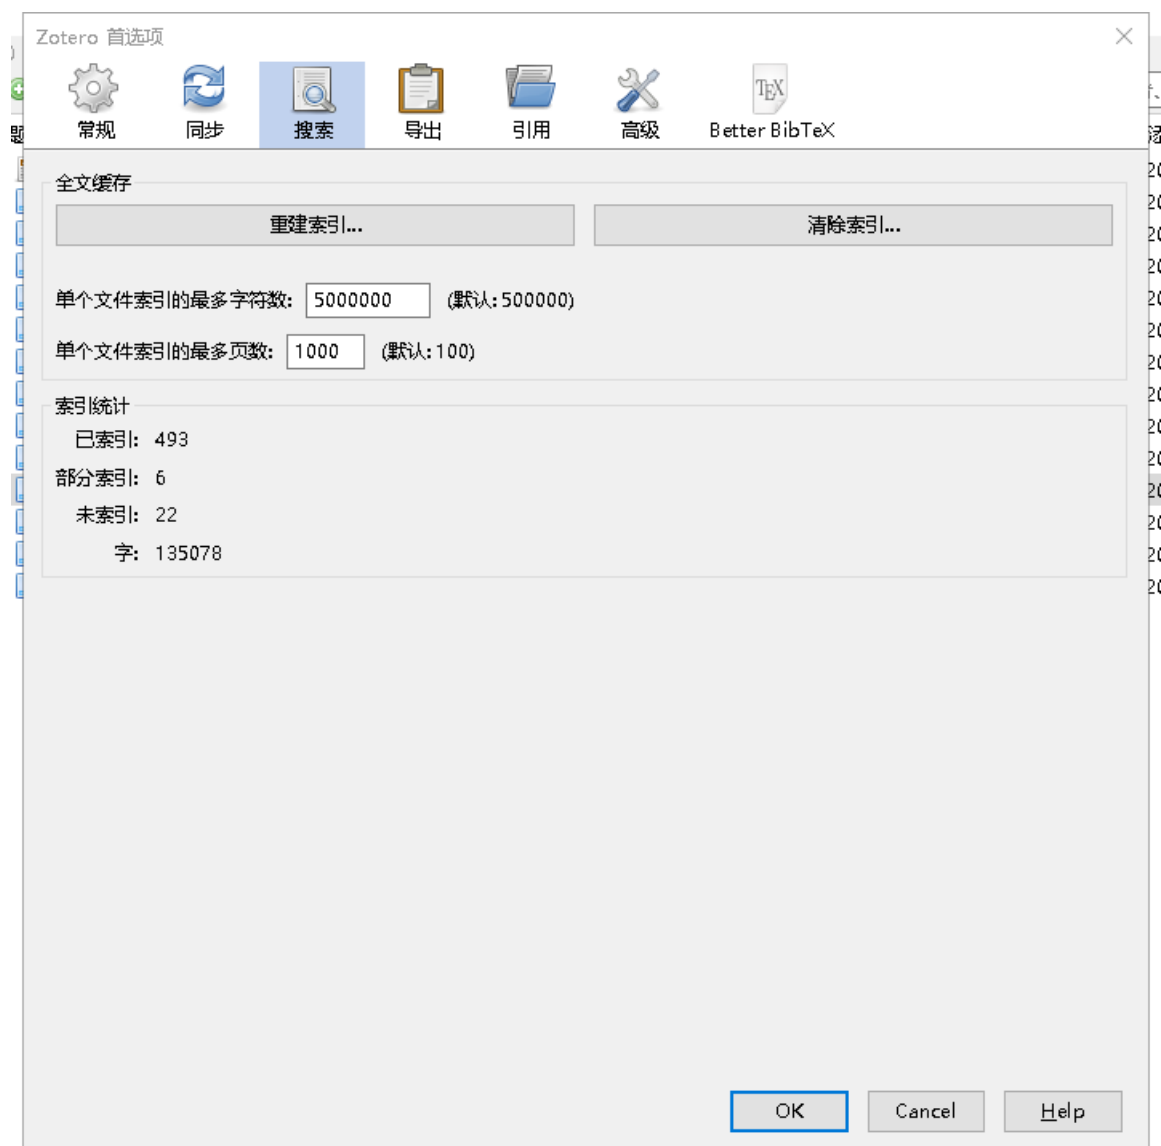 Zotero 首选项
常规 同步 搜索 导出 引用 高级 Better BibTeX
全文缓存
重建索引... 清除索引...
单个文件索引的最多字符数: 5000000 (默认:500000)
单个文件索引的最多页数: 1000 (默认:100)
索引统计
已索引: 493
部分索引: 6
未索引: 22
字: 135078
OK Cancel Help